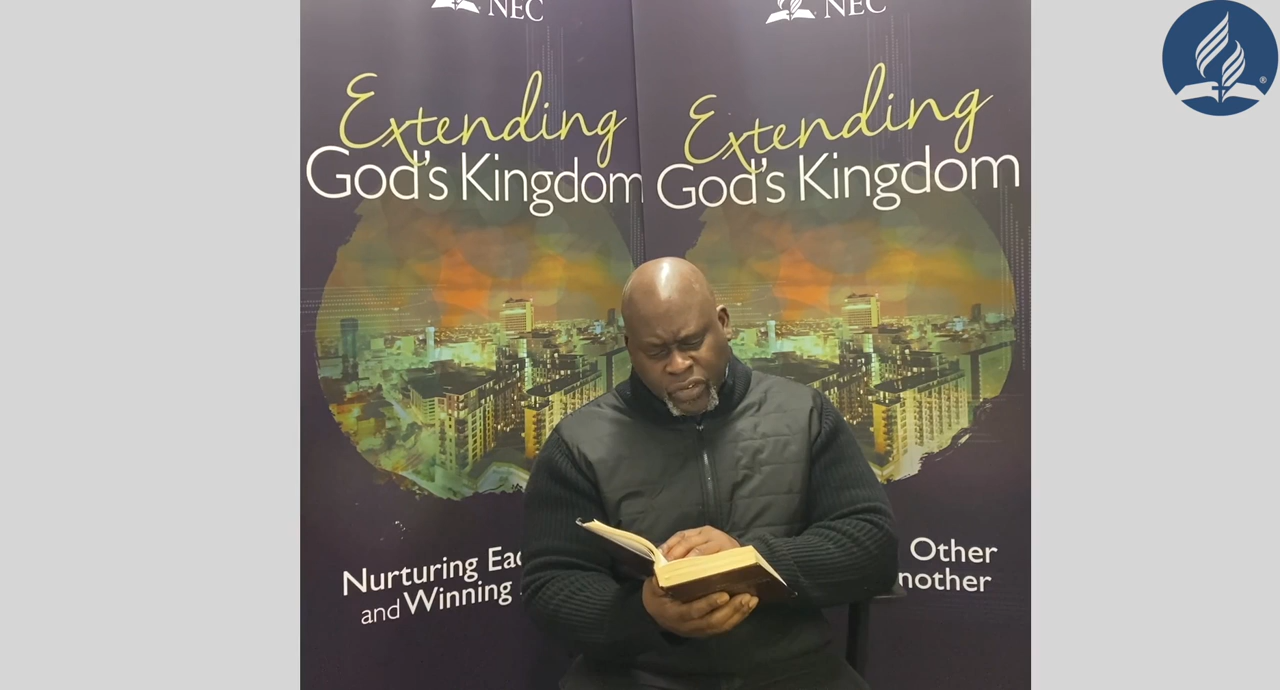 NEC
Extending
God's Kingdom
Nurturing Eac
and Winning
NEC
Extending
God's Kingdom
Other
nother
®